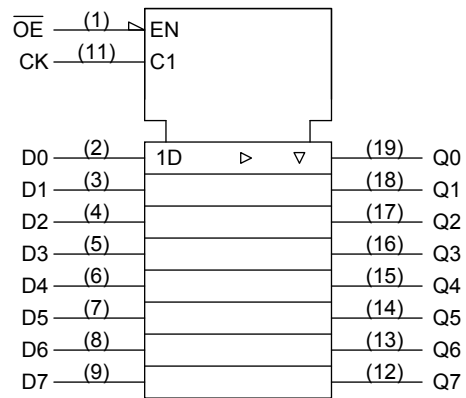 O̅E̅ (1) EN
CK (11) C1
D0 (2) 1D (19) Q0
D1 (3) (18) Q1
D2 (4) (17) Q2
D3 (5) (16) Q3
D4 (6) (15) Q4
D5 (7) (14) Q5
D6 (8) (13) Q6
D7 (9) (12) Q7